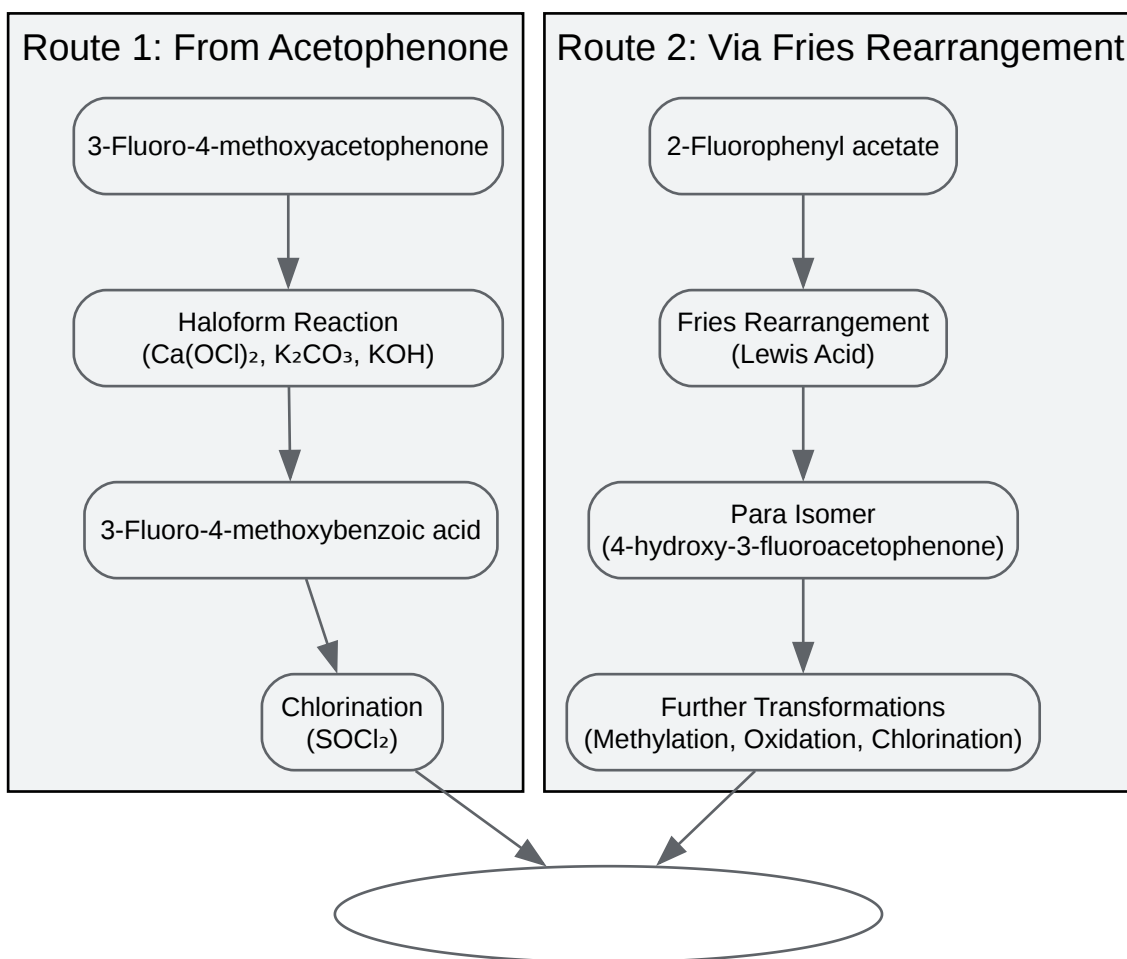 Route 1: From Acetophenone
3-Fluoro-4-methoxyacetophenone
Haloform Reaction
(Ca(OCl)₂, K₂CO₃, KOH)
3-Fluoro-4-methoxybenzoic acid
Chlorination
(SOCl₂)
Route 2: Via Fries Rearrangement
2-Fluorophenyl acetate
Fries Rearrangement
(Lewis Acid)
Para Isomer
(4-hydroxy-3-fluoroacetophenone)
Further Transformations
(Methylation, Oxidation, Chlorination)